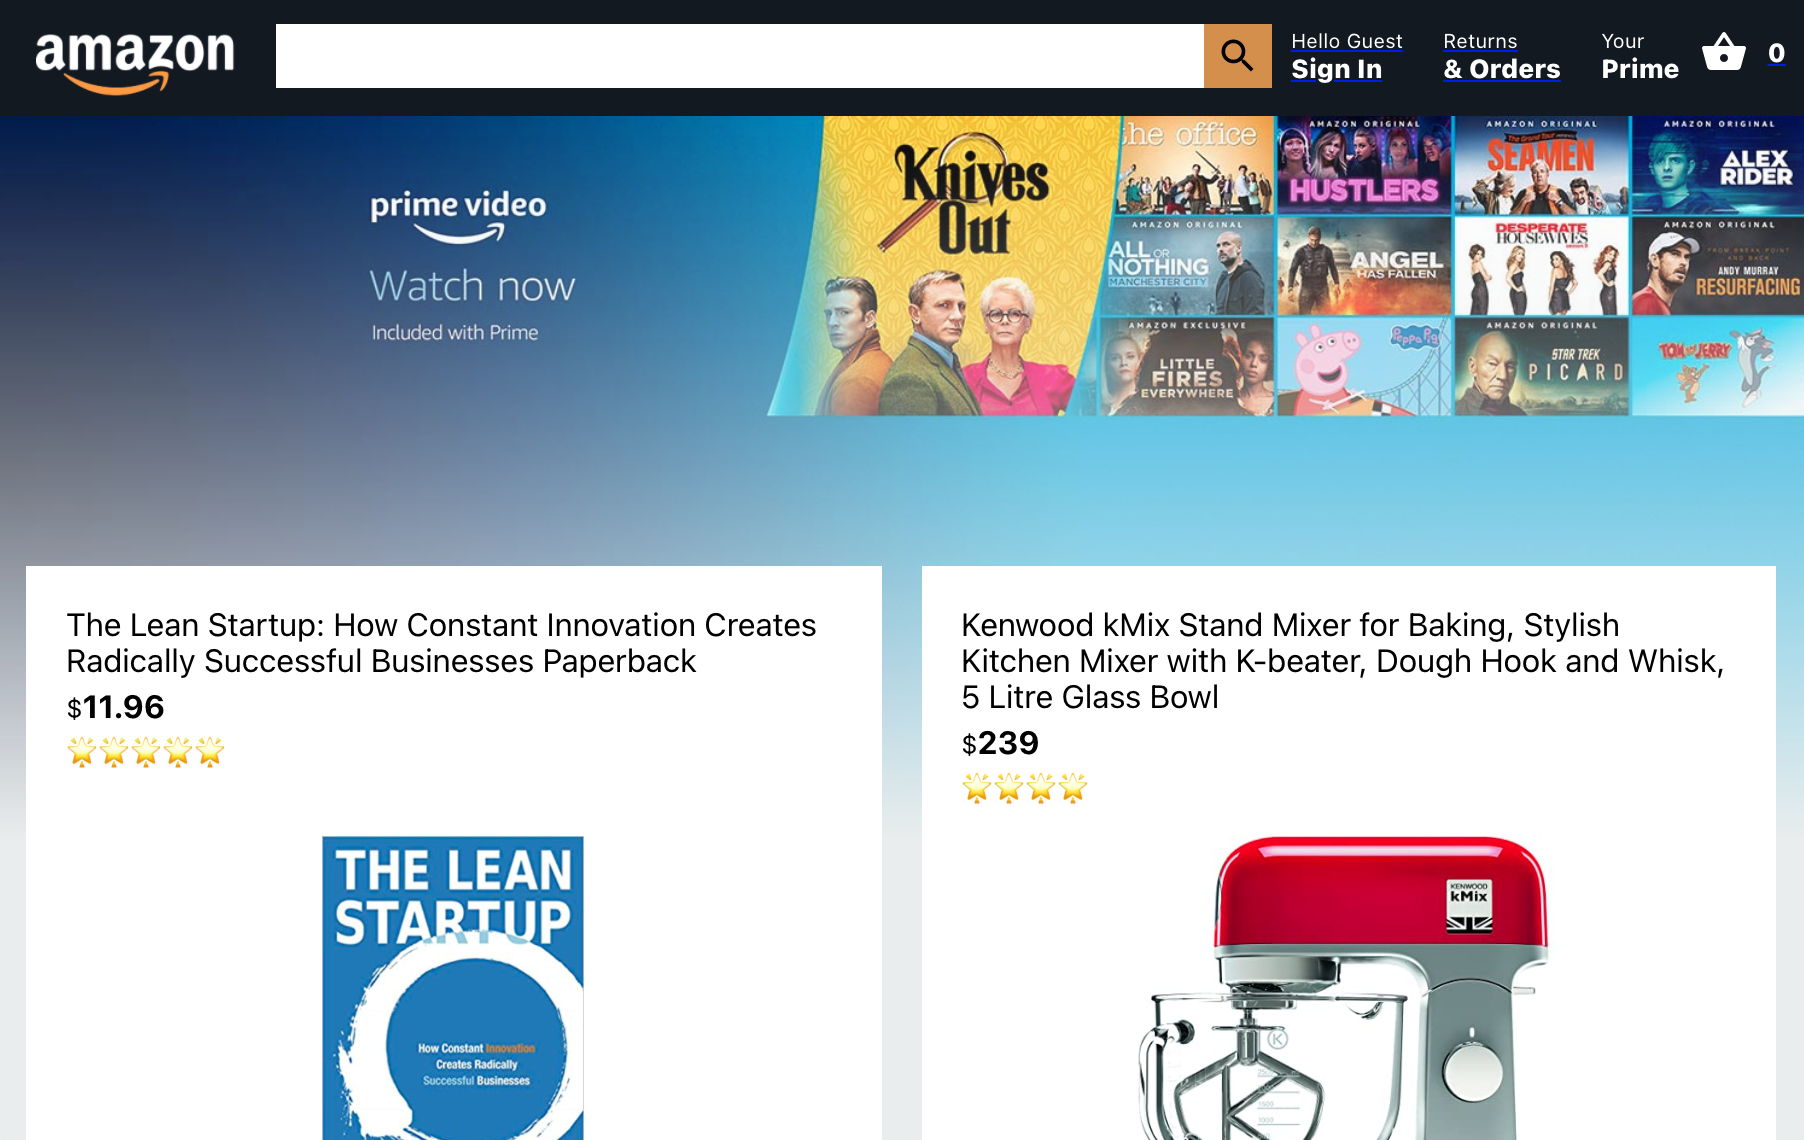 amazon
Hello Guest
Sign In
Returns
& Orders
Your
Prime
0
prime video
Watch now
Included with Prime
Knives
Out
the office
AMAZON ORIGINAL
HUSTLERS
AMAZON ORIGINAL
The Grand Tour
SEAMEN
AMAZON ORIGINAL
ALEX
RIDER
AMAZON ORIGINAL
ALL OR
NOTHING
MANCHESTER CITY
ANGEL
HAS FALLEN
DESPERATE
HOUSEWIVES
AMAZON ORIGINAL
FROM BREAK-POINT
AND BACK
ANDY MURRAY
RESURFACING
AMAZON EXCLUSIVE
LITTLE
FIRES
EVERYWHERE
Peppa Pig
AMAZON ORIGINAL
STAR TREK
PICARD
TOM and JERRY
The Lean Startup: How Constant Innovation Creates
Radically Successful Businesses Paperback
$11.96
THE LEAN
STARTUP
How Constant Innovation
Creates Radically
Successful Businesses
Kenwood kMix Stand Mixer for Baking, Stylish
Kitchen Mixer with K-beater, Dough Hook and Whisk,
5 Litre Glass Bowl
$239
KENWOOD
kMix
K
1500
1000